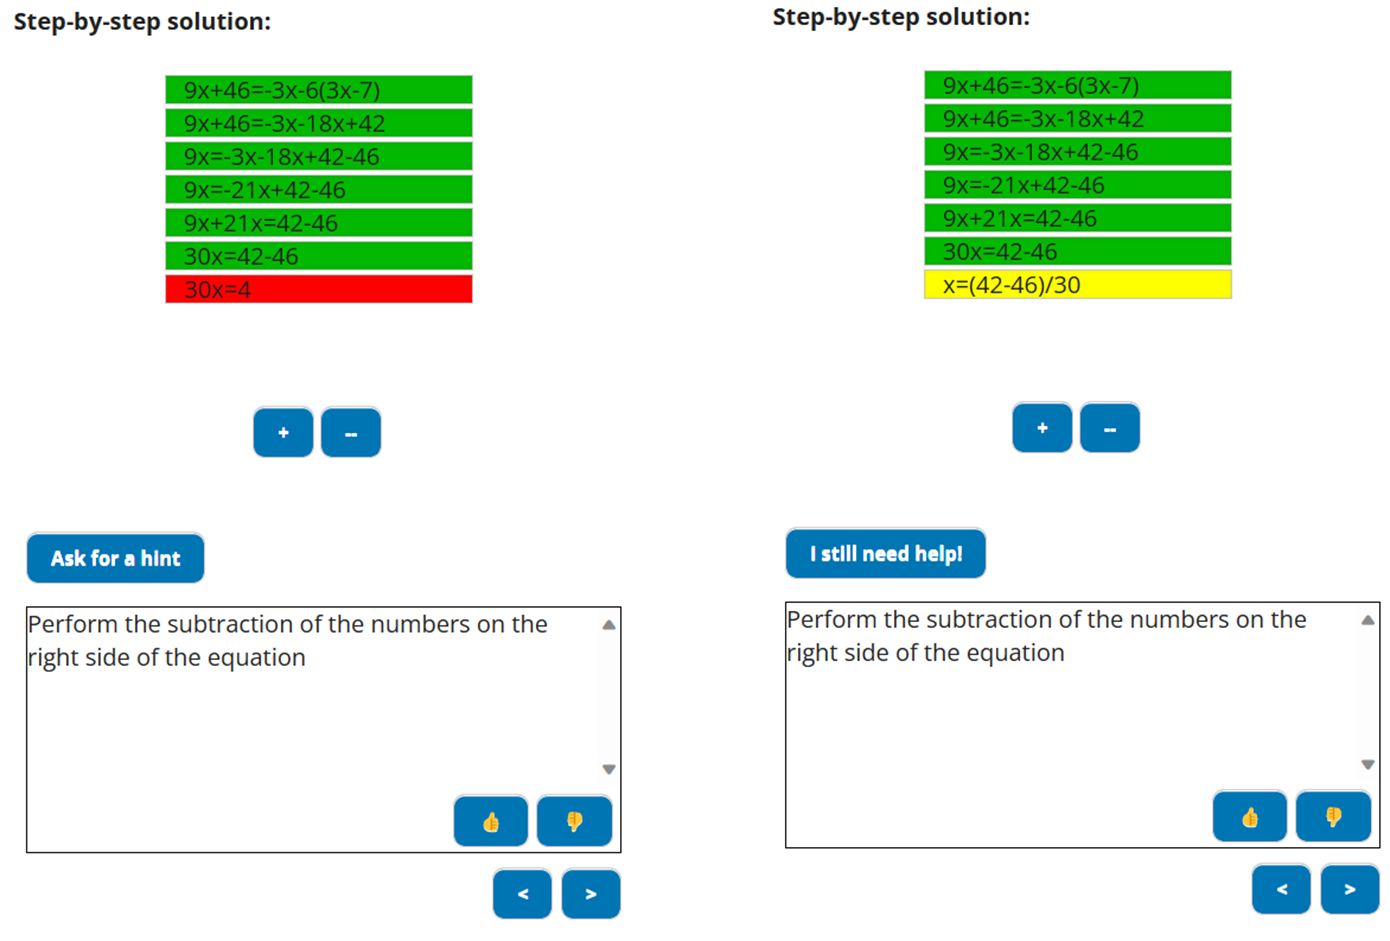 Step-by-step solution:
9x+46=-3x-6(3x-7)
9x+46=-3x-18x+42
9x=-3x-18x+42-46
9x=-21x+42-46
9x+21x=42-46
30x=42-46
30x=4
+
--
Ask for a hint
Perform the subtraction of the numbers on the
right side of the equation
<
>
Step-by-step solution:
9x+46=-3x-6(3x-7)
9x+46=-3x-18x+42
9x=-3x-18x+42-46
9x=-21x+42-46
9x+21x=42-46
30x=42-46
x=(42-46)/30
+
--
I still need help!
Perform the subtraction of the numbers on the
right side of the equation
<
>